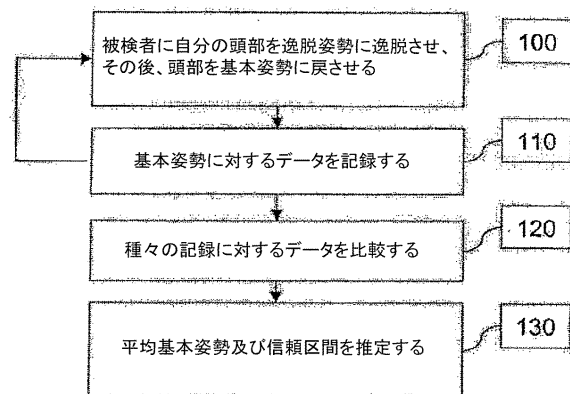 被検者に自分の頭部を逸脱姿勢に逸脱させ、
その後、頭部を基本姿勢に戻させる
100
基本姿勢に対するデータを記録する
110
種々の記録に対するデータを比較する
120
平均基本姿勢及び信頼区間を推定する
130